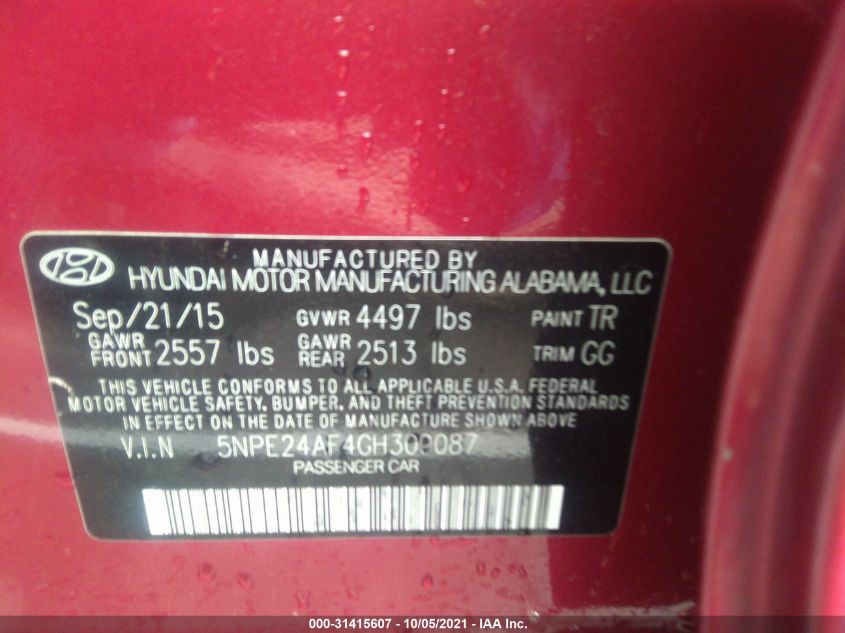 MANUFACTURED BY
HYUNDAI MOTOR MANUFACTURING ALABAMA, LLC
Sep/21/15 GVWR 4497 lbs PAINT TR
GAWR FRONT 2557 lbs GAWR REAR 2513 lbs TRIM GG
THIS VEHICLE CONFORMS TO ALL APPLICABLE U.S.A. FEDERAL
MOTOR VEHICLE SAFETY, BUMPER, AND THEFT PREVENTION STANDARDS
IN EFFECT ON THE DATE OF MANUFACTURE SHOWN ABOVE
V.I.N 5NPE24AF4GH309087
PASSENGER CAR
000-31415607 - 10/05/2021 - IAA Inc.